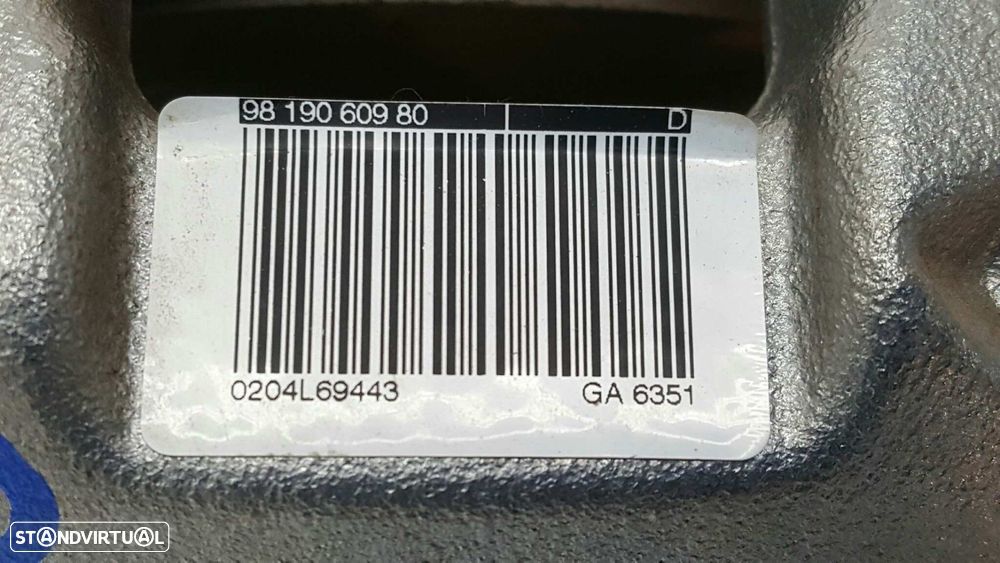 98 190 609 80 D
0204L69443 GA 6351
STANDVIRTUAL